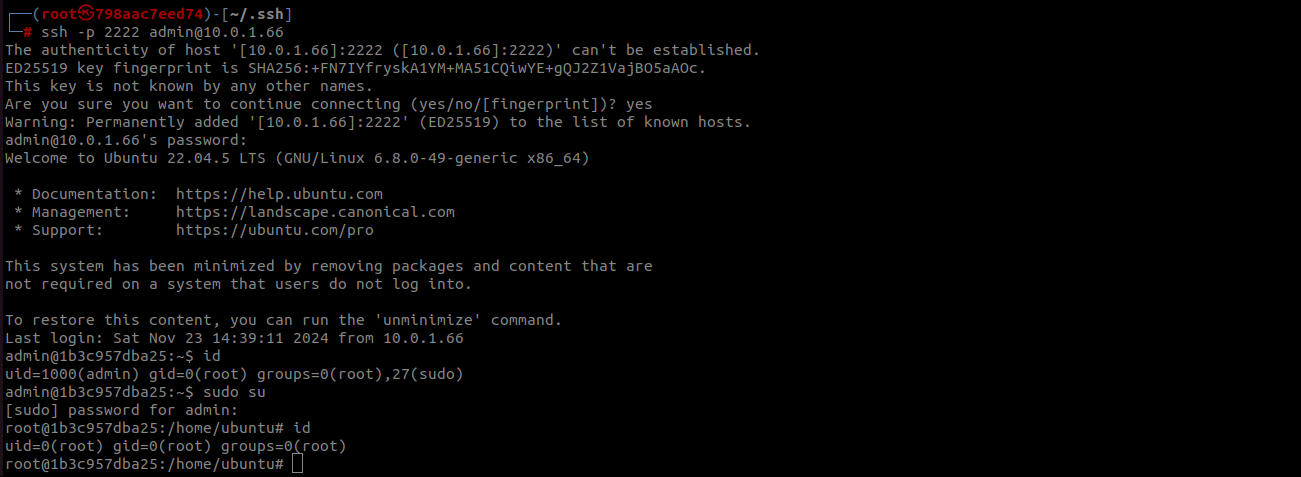 ┌──(root㉿798aac7eed74)-[~/.ssh]
└─# ssh -p 2222 admin@10.0.1.66
The authenticity of host '[10.0.1.66]:2222 ([10.0.1.66]:2222)' can't be established.
ED25519 key fingerprint is SHA256:+FN7IYfryskA1YM+MA51CQiwYE+gQJ2Z1VajBO5aAOc.
This key is not known by any other names.
Are you sure you want to continue connecting (yes/no/[fingerprint])? yes
Warning: Permanently added '[10.0.1.66]:2222' (ED25519) to the list of known hosts.
admin@10.0.1.66's password:
Welcome to Ubuntu 22.04.5 LTS (GNU/Linux 6.8.0-49-generic x86_64)

 * Documentation:  https://help.ubuntu.com
 * Management:     https://landscape.canonical.com
 * Support:        https://ubuntu.com/pro

This system has been minimized by removing packages and content that are
not required on a system that users do not log into.

To restore this content, you can run the 'unminimize' command.
Last login: Sat Nov 23 14:39:11 2024 from 10.0.1.66
admin@1b3c957dba25:~$ id
uid=1000(admin) gid=0(root) groups=0(root),27(sudo)
admin@1b3c957dba25:~$ sudo su
[sudo] password for admin:
root@1b3c957dba25:/home/ubuntu# id
uid=0(root) gid=0(root) groups=0(root)
root@1b3c957dba25:/home/ubuntu#